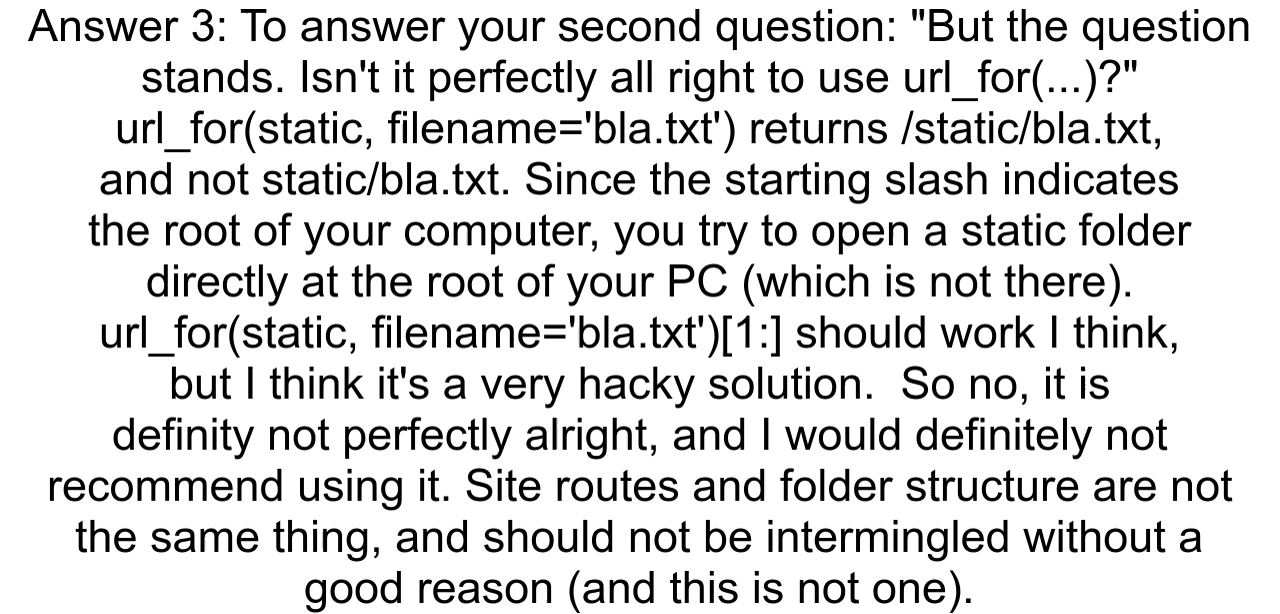 Answer 3: To answer your second question: "But the question
stands. Isn't it perfectly all right to use url_for(...)?"
url_for(static, filename='bla.txt') returns /static/bla.txt,
and not static/bla.txt. Since the starting slash indicates
the root of your computer, you try to open a static folder
directly at the root of your PC (which is not there).
url_for(static, filename='bla.txt')[1:] should work I think,
but I think it's a very hacky solution.  So no, it is
definity not perfectly alright, and I would definitely not
recommend using it. Site routes and folder structure are not
the same thing, and should not be intermingled without a
good reason (and this is not one).